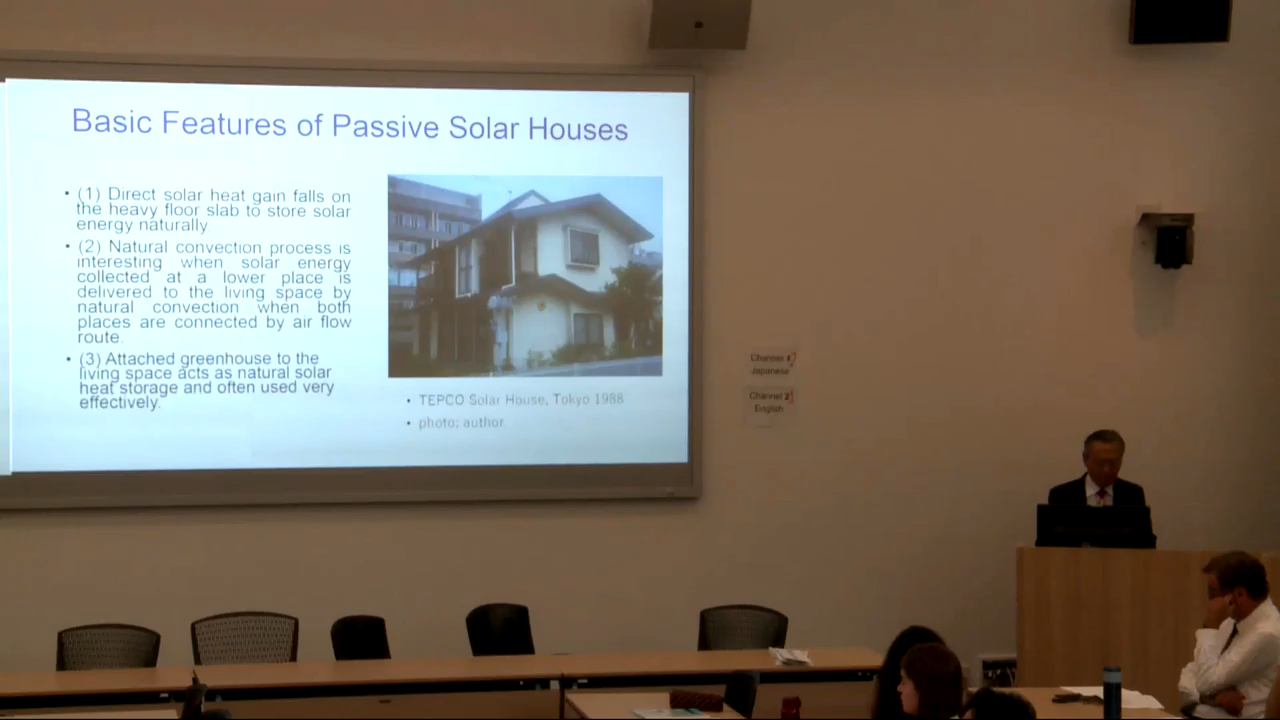 Basic Features of Passive Solar Houses
• (1) Direct solar heat gain falls on
the heavy floor slab to store solar
energy naturally.
• (2) Natural convection process is
interesting when solar energy
collected at a lower place is
delivered to the living space by
natural convection when both
places are connected by air flow
route.
• (3) Attached greenhouse to the
living space acts as natural solar
heat storage and often used very
effectively.
• TEPCO Solar House, Tokyo 1988
• photo; author
Channel 1
Japanese
Channel 2
English